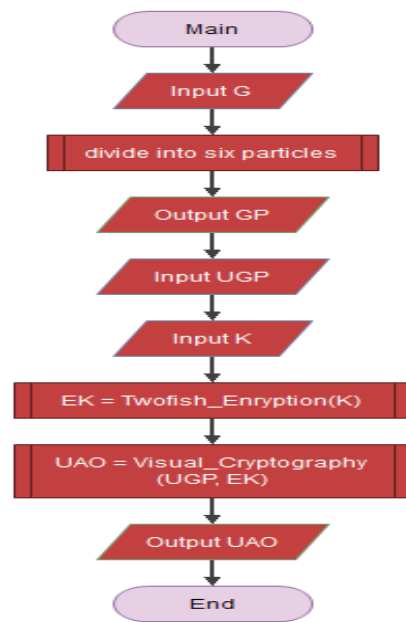 Main
Input G
divide into six particles
Output GP
Input UGP
Input K
EK = Twofish_Enryption(K)
UAO = Visual_Cryptography
(UGP, EK)
Output UAO
End